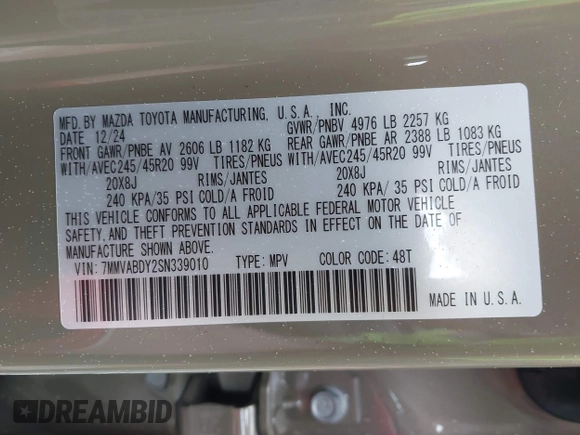 MFD. BY MAZDA TOYOTA MANUFACTURING, U.S.A., INC.
DATE 12/24 GVWR/PNBV 4976 LB 2257 KG
FRONT GAWR/PNBE AV 2606 LB 1182 KG REAR GAWR/PNBE AR 2388 LB 1083 KG
WITH/AVEC245/45R20 99V TIRES/PNEUS WITH/AVEC245/45R20 99V TIRES/PNEUS
20X8J RIMS/JANTES 20X8J RIMS/JANTES
240 KPA/ 35 PSI COLD/A FROID 240 KPA/ 35 PSI COLD/A FROID
THIS VEHICLE CONFORMS TO ALL APPLICABLE FEDERAL MOTOR VEHICLE
SAFETY, AND THEFT PREVENTION STANDARDS IN EFFECT ON THE DATE OF
MANUFACTURE SHOWN ABOVE.
VIN: 7MMVABDY2SN339010 TYPE: MPV COLOR CODE: 48T
MADE IN U.S.A.
DREAMBID